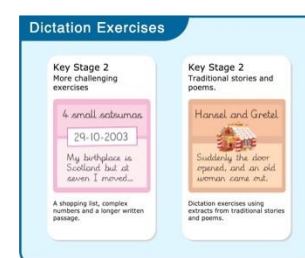 Dictation Exercises
Key Stage 2
More challenging
exercises
4 small satsumas
29-10-2003
My birthplace is
Scotland but at
seven I moved...
A shopping list, complex
numbers and a longer written
passage.
Key Stage 2
Traditional stories and
poems.
Hansel and Gretel
Suddenly the door
opened, and an old
woman came out.
Dictation exercises using
extracts from traditional stories
and poems.